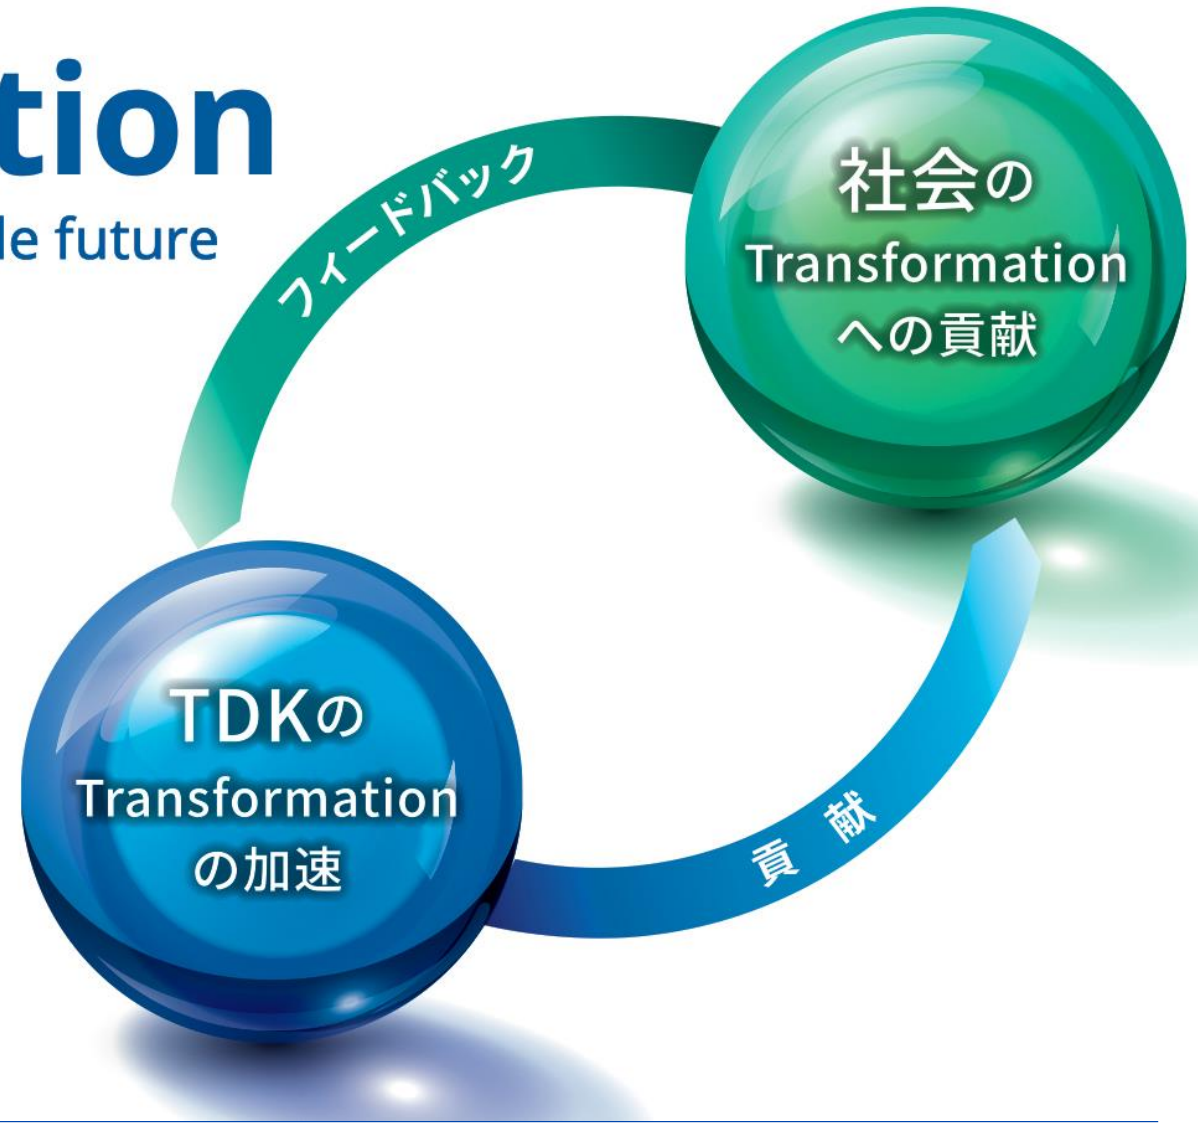 tion
le future
フィードバック
社会の
Transformation
への貢献
TDKの
Transformation
の加速
貢献